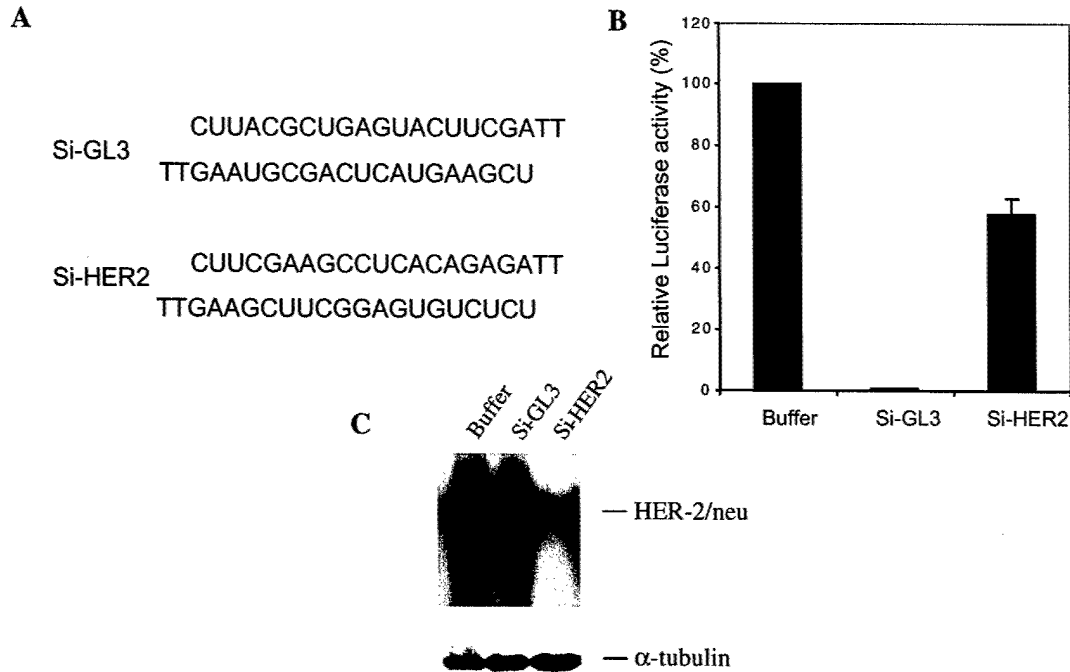 A
Si-GL3
CUUACGCUGAGUACUUCGATT
TTGAAUGCGACUCAUGAAGCU
Si-HER2
CUUCGAAGCCUCACAGAGATT
TTGAAGCUUCGGAGUGUCUCU
B
Relative Luciferase activity (%)
120
100
80
60
40
20
0
Buffer Si-GL3 Si-HER2
C
Buffer
Si-GL3
Si-HER2
— HER-2/neu
— α-tubulin